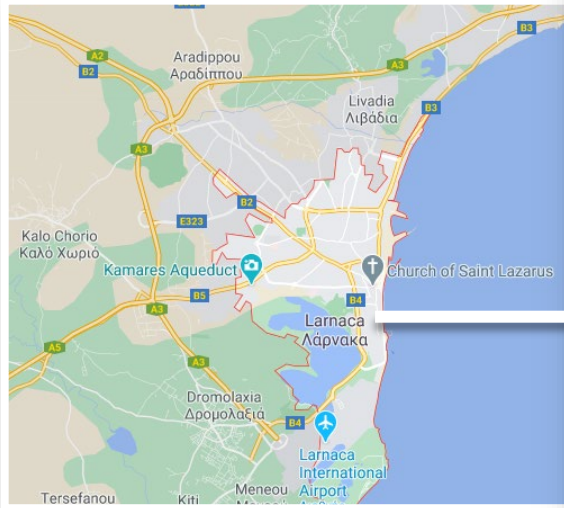 B3
A2
Aradippou
Αραδίππου
A3
B2
Livadia
Λιβάδια
B3
A3
B2
E323
Kalo Chorio
Καλό Χωριό
Kamares Aqueduct
Church of Saint Lazarus
B5
B4
A3
Larnaca
Λάρνακα
A5
A3
Dromolaxia
Δρομολαξιά
B4
Larnaca
International
Airport
Meneou
Kiti
Tersefanou